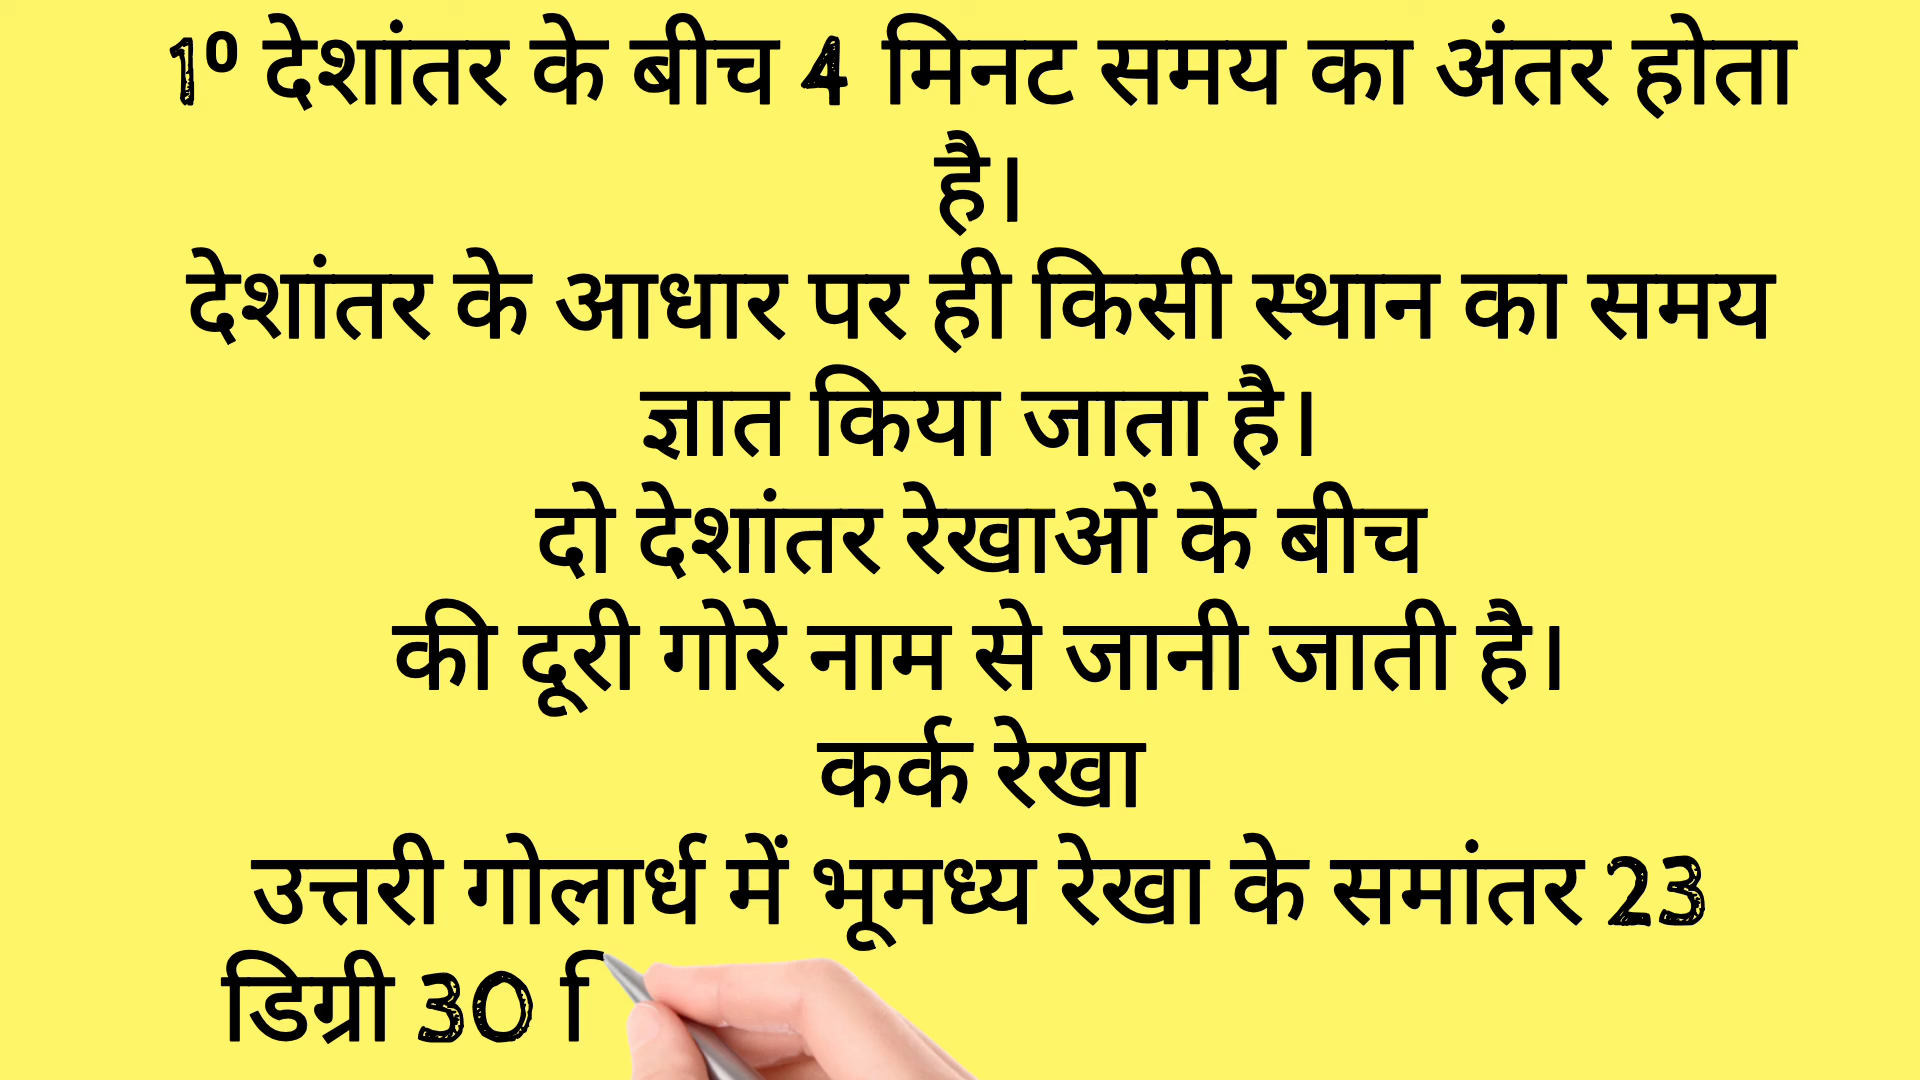 1⁰ देशांतर के बीच 4 मिनट समय का अंतर होता
है।
देशांतर के आधार पर ही किसी स्थान का समय
ज्ञात किया जाता है।
दो देशांतर रेखाओं के बीच
की दूरी गोरे नाम से जानी जाती है।
कर्क रेखा
उत्तरी गोलार्ध में भूमध्य रेखा के समांतर 23
डिग्री 30